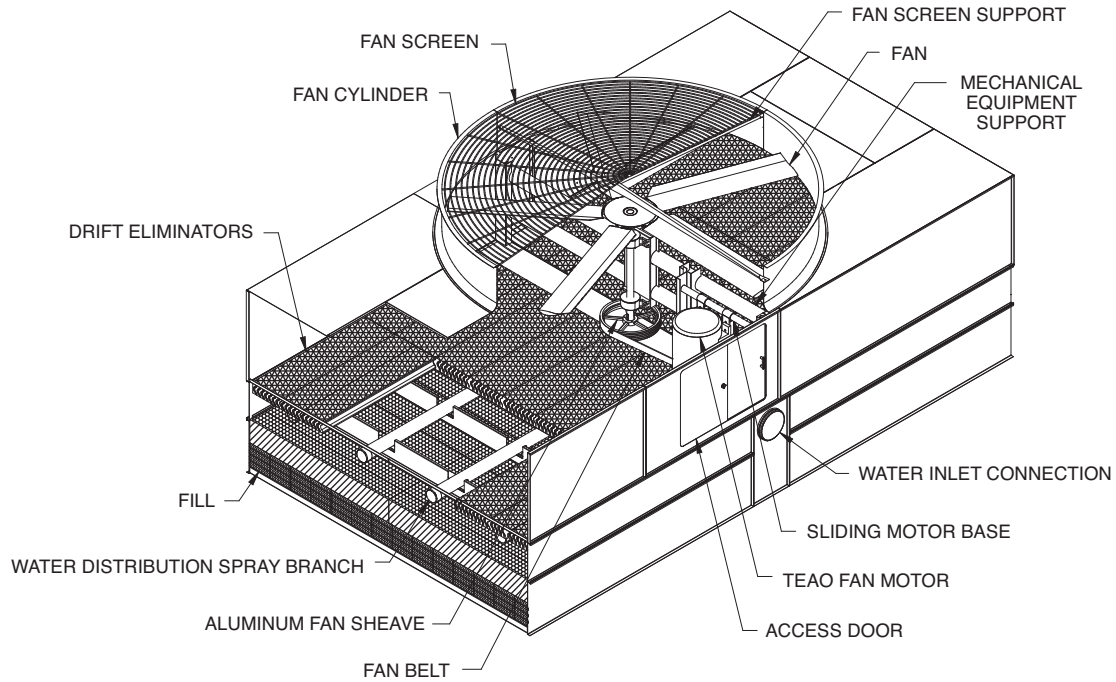 FAN SCREEN SUPPORT
FAN SCREEN
FAN
FAN CYLINDER
MECHANICAL
EQUIPMENT
SUPPORT
DRIFT ELIMINATORS
WATER INLET CONNECTION
FILL
SLIDING MOTOR BASE
WATER DISTRIBUTION SPRAY BRANCH
TEAO FAN MOTOR
ALUMINUM FAN SHEAVE
ACCESS DOOR
FAN BELT